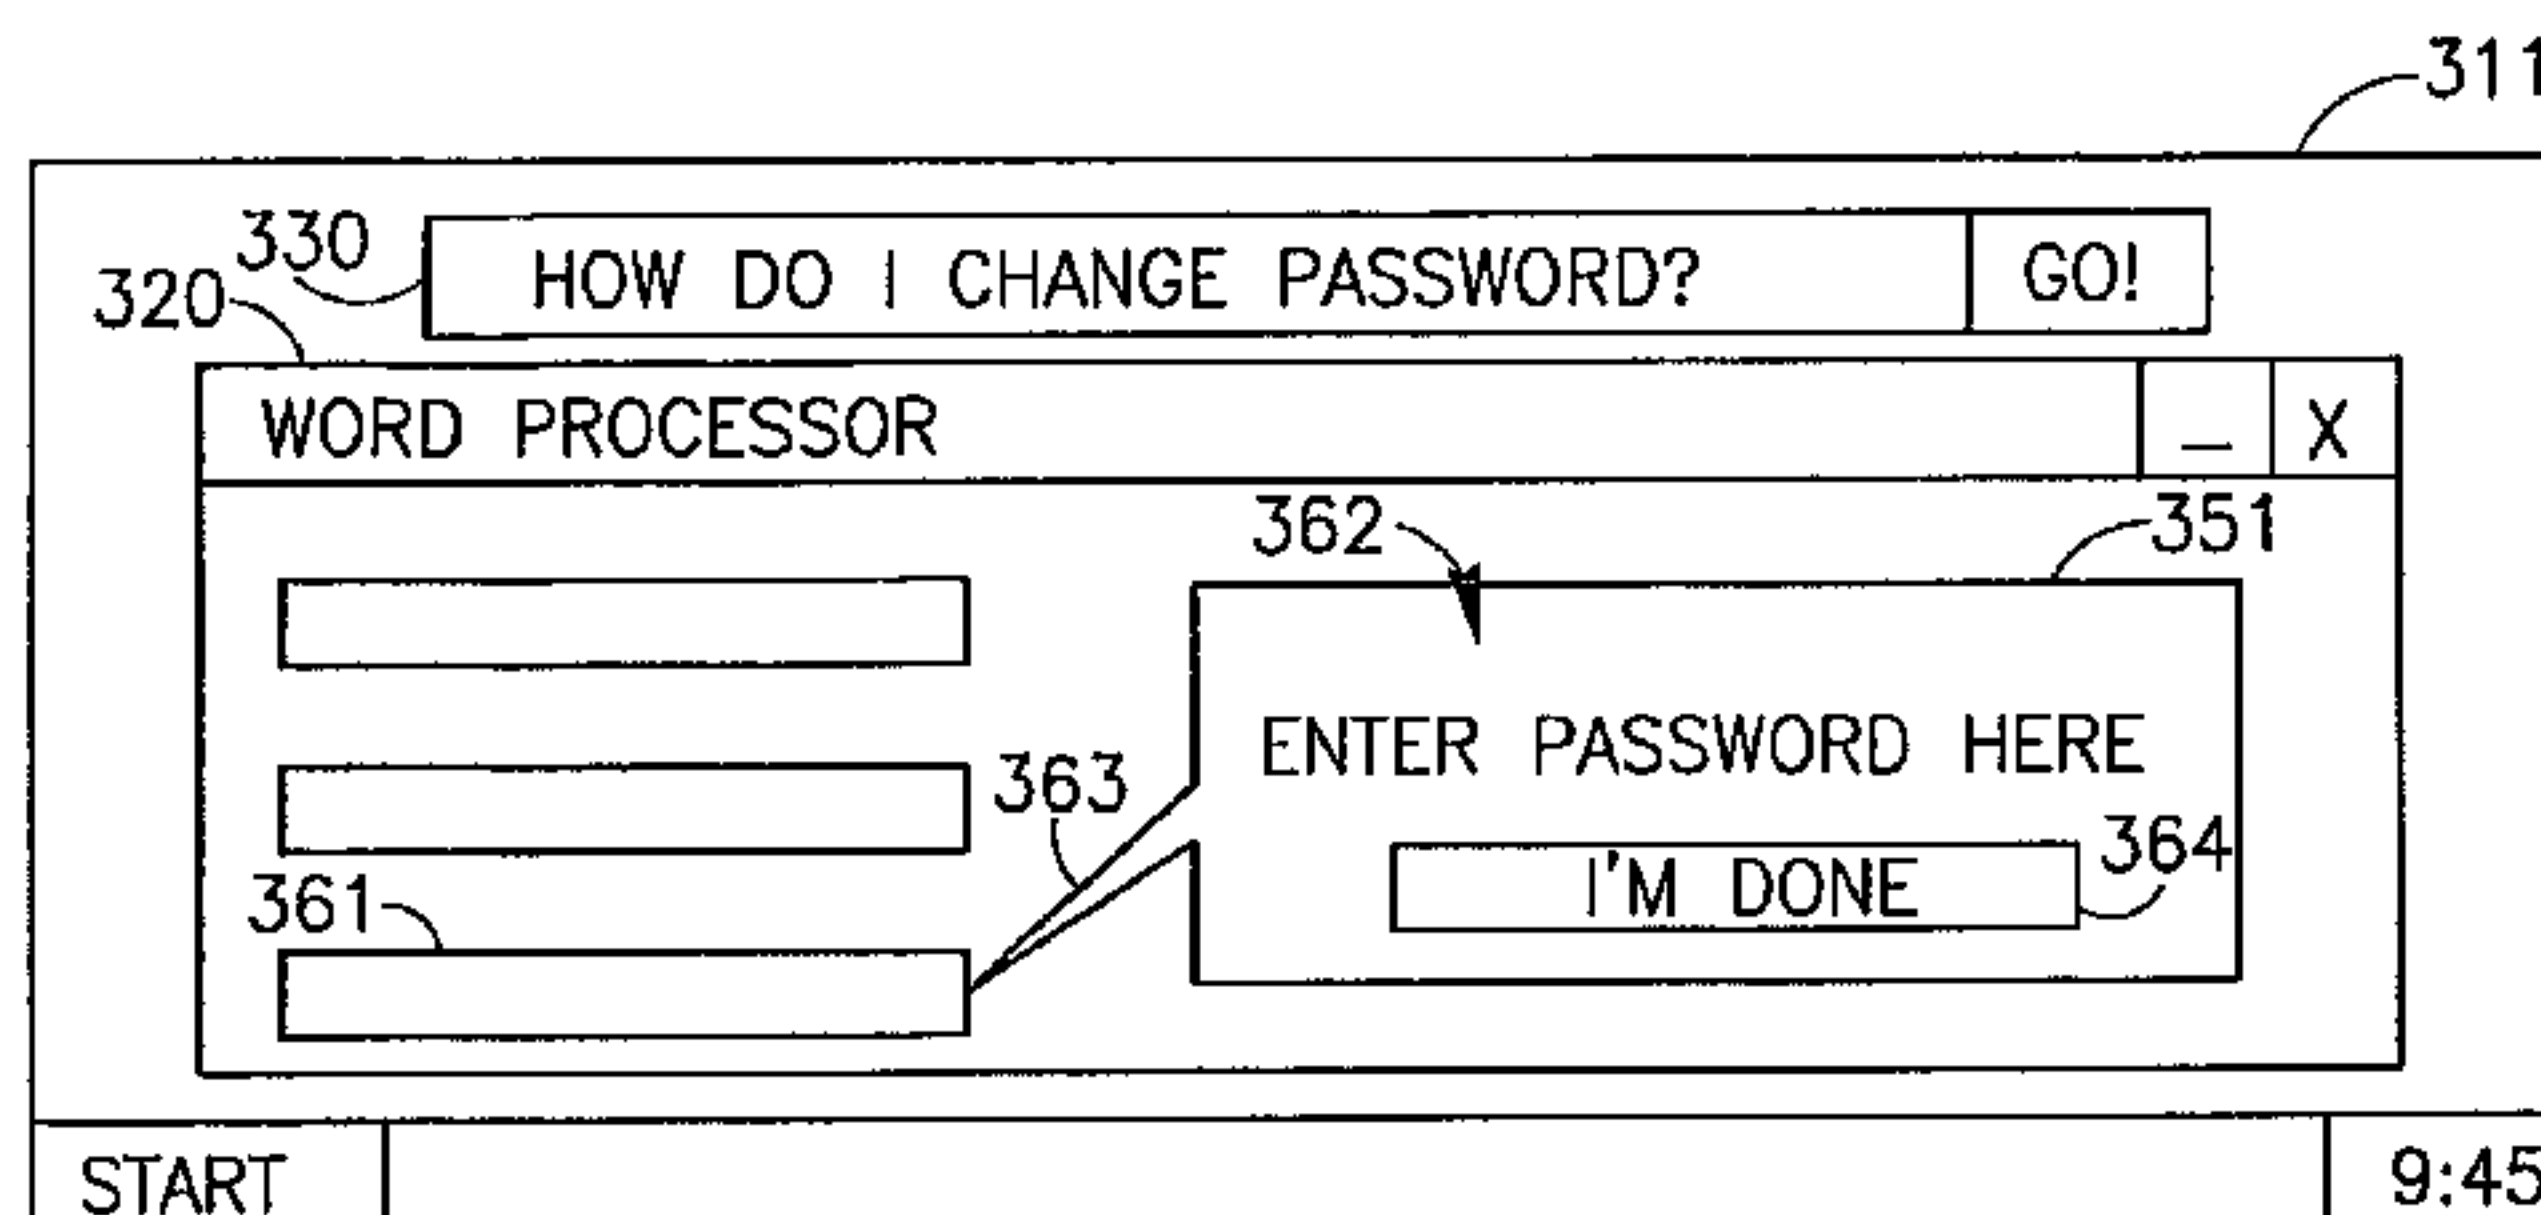 311
330
HOW DO I CHANGE PASSWORD? GO!
320
WORD PROCESSOR _ X
362 351
ENTER PASSWORD HERE
363
364
I'M DONE
361
START 9:45